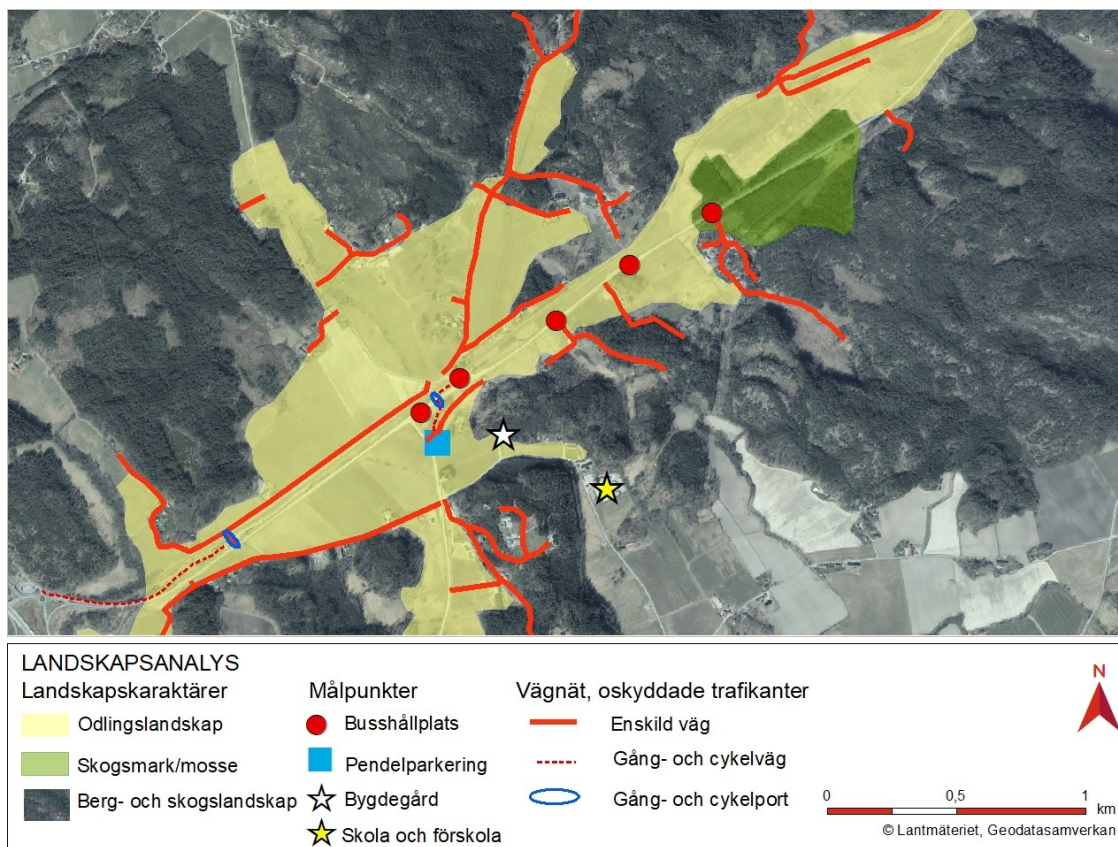 LANDSKAPSANALYS
Landskapskaraktärer
Odlingslandskap
Skogsmark/mosse
Berg- och skogslandskap
Målpunkter
Busshållplats
Pendelparkering
Bygdegård
Skola och förskola
Vägnät, oskyddade trafikanter
Enskild väg
Gång- och cykelväg
Gång- och cykelport
N
0 0,5 1
km
© Lantmäteriet, Geodatasamverkan